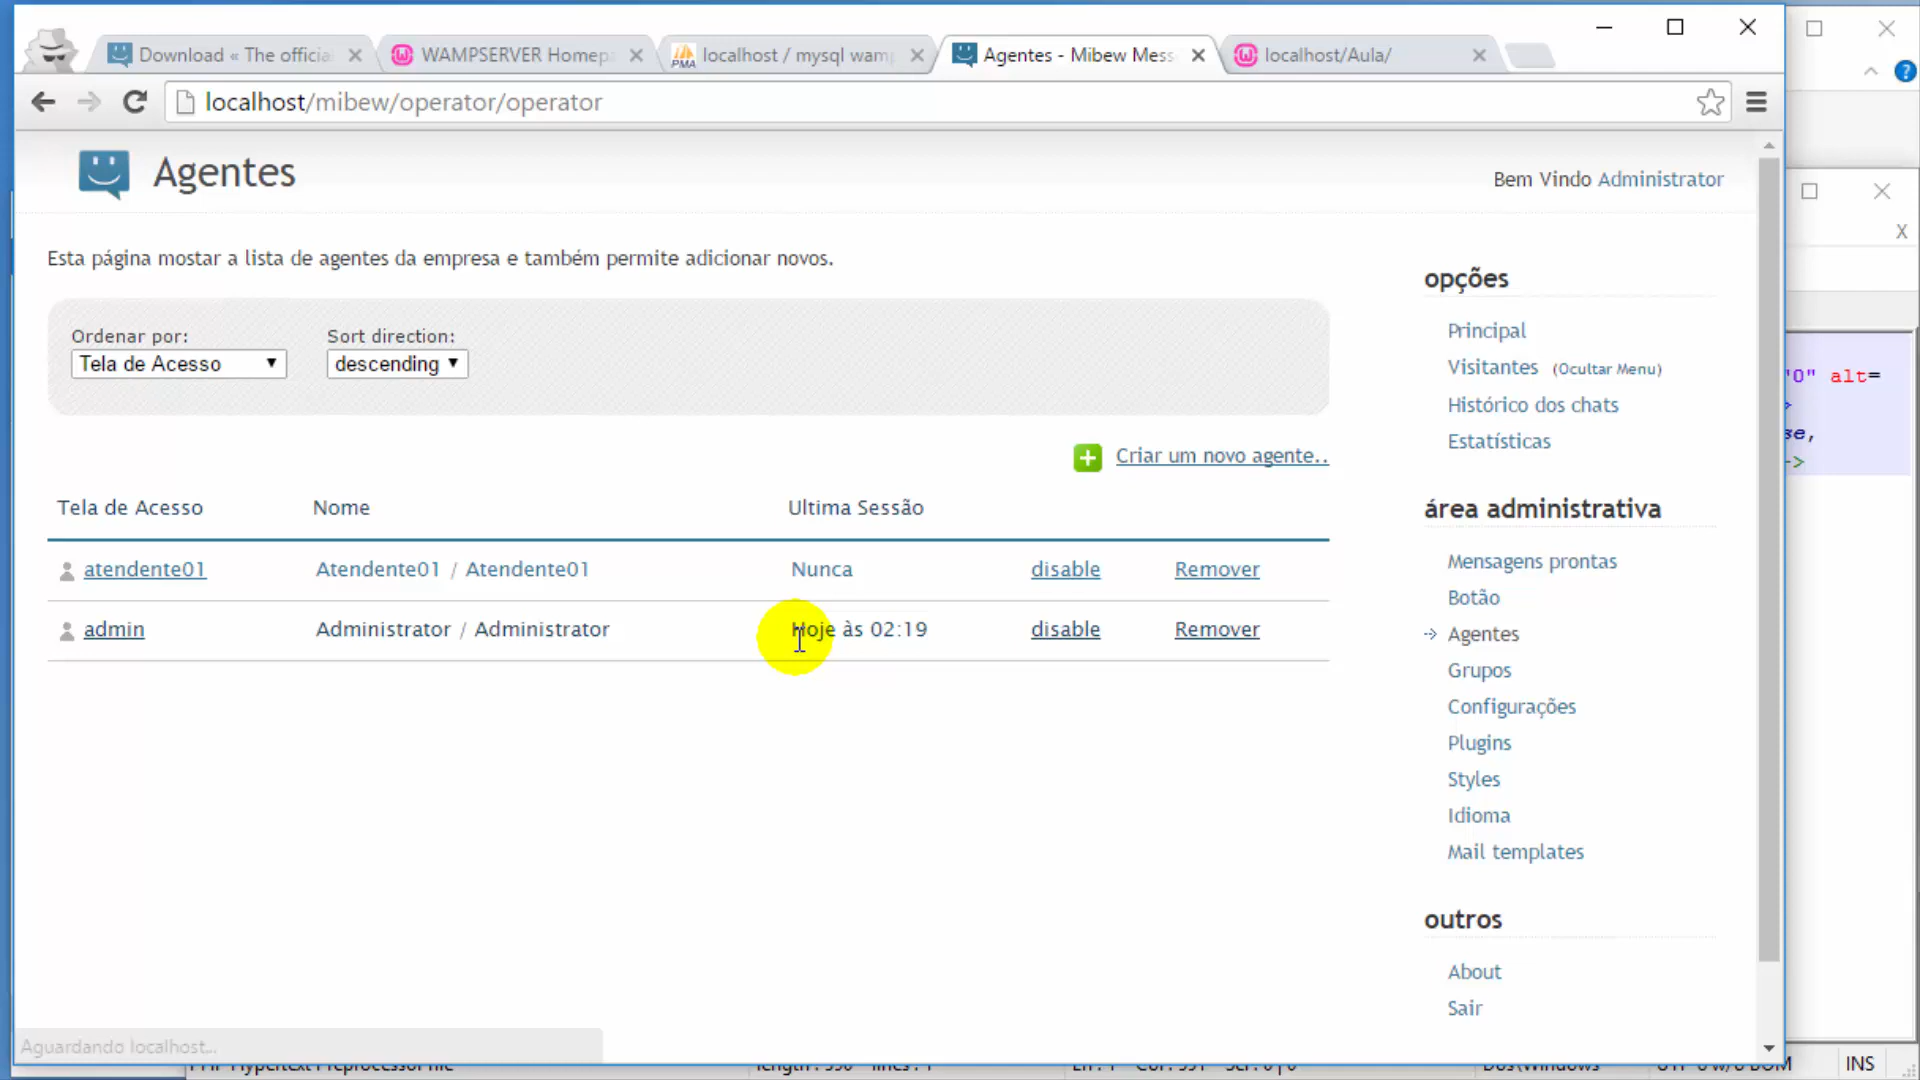 Download « The officia
WAMPSERVER Homep
localhost / mysql wam
Agentes - Mibew Mess
localhost/Aula/
localhost/mibew/operator/operator
Agentes
Bem Vindo Administrator
Esta página mostar a lista de agentes da empresa e também permite adicionar novos.
Ordenar por:
Sort direction:
Tela de Acesso
descending
Criar um novo agente..
Tela de Acesso
Nome
Ultima Sessão
atendente01
Atendente01 / Atendente01
Nunca
disable
Remover
admin
Administrator / Administrator
Hoje às 02:19
disable
Remover
opções
Principal
Visitantes (Ocultar Menu)
Histórico dos chats
Estatísticas
área administrativa
Mensagens prontas
Botão
Agentes
Grupos
Configurações
Plugins
Styles
Idioma
Mail templates
outros
About
Sair
"0" alt=
se,
->
Aguardando localhost...
INS